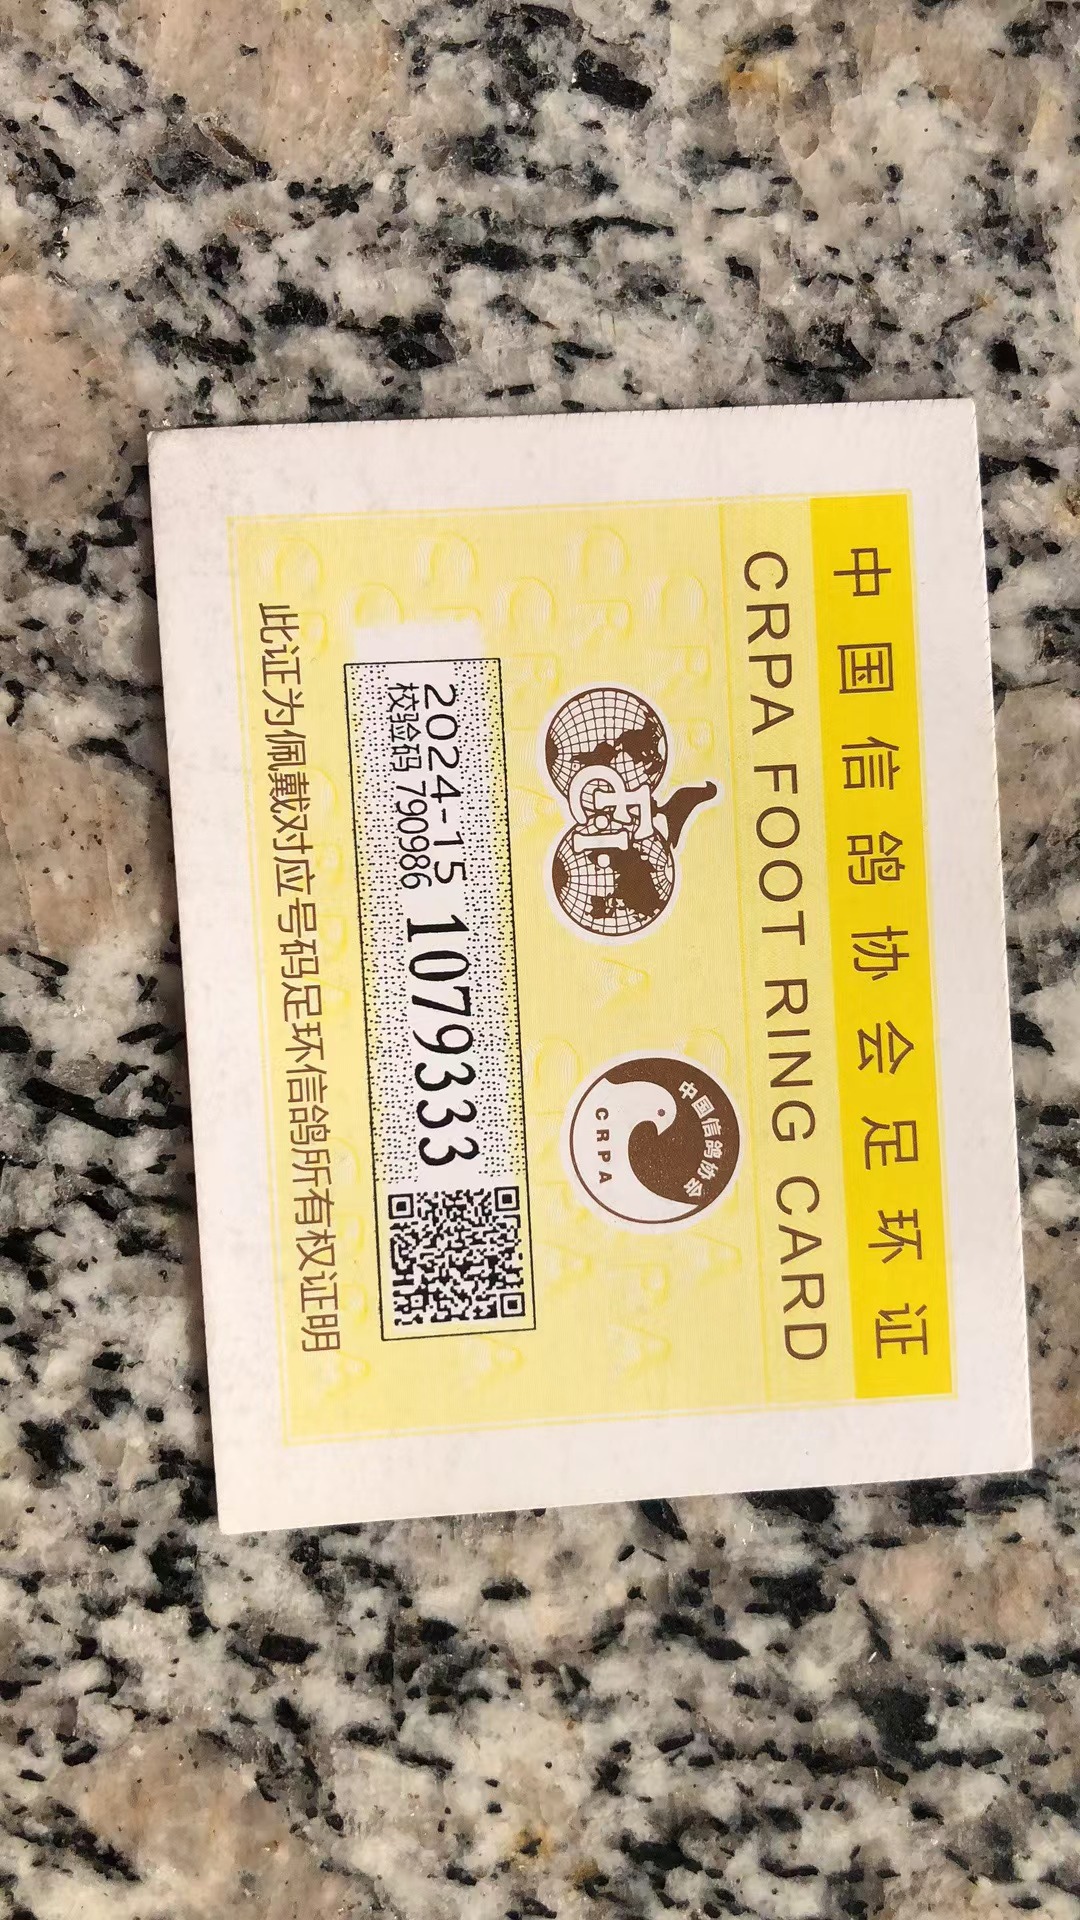 中国信鸽协会足环证
CRPA FOOT RING CARD
FCI
中国信鸽协会
CRPA
2024-15 1079333
校验码 790986
此证为佩戴对应号码足环信鸽所有权证明